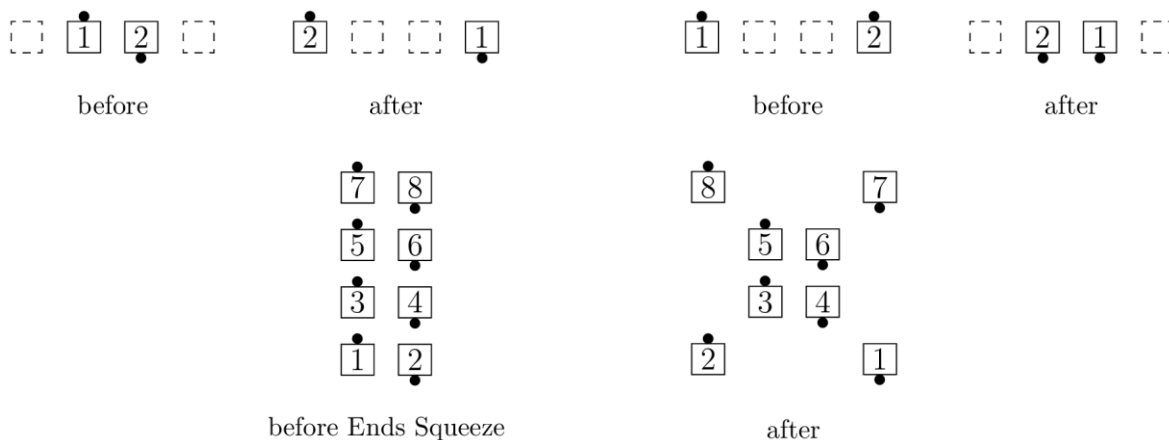 1 2 2 1 1 2 2 1
before after before after
7 8 8 7
5 6 5 6
3 4 3 4
1 2 2 1
before Ends Squeeze after